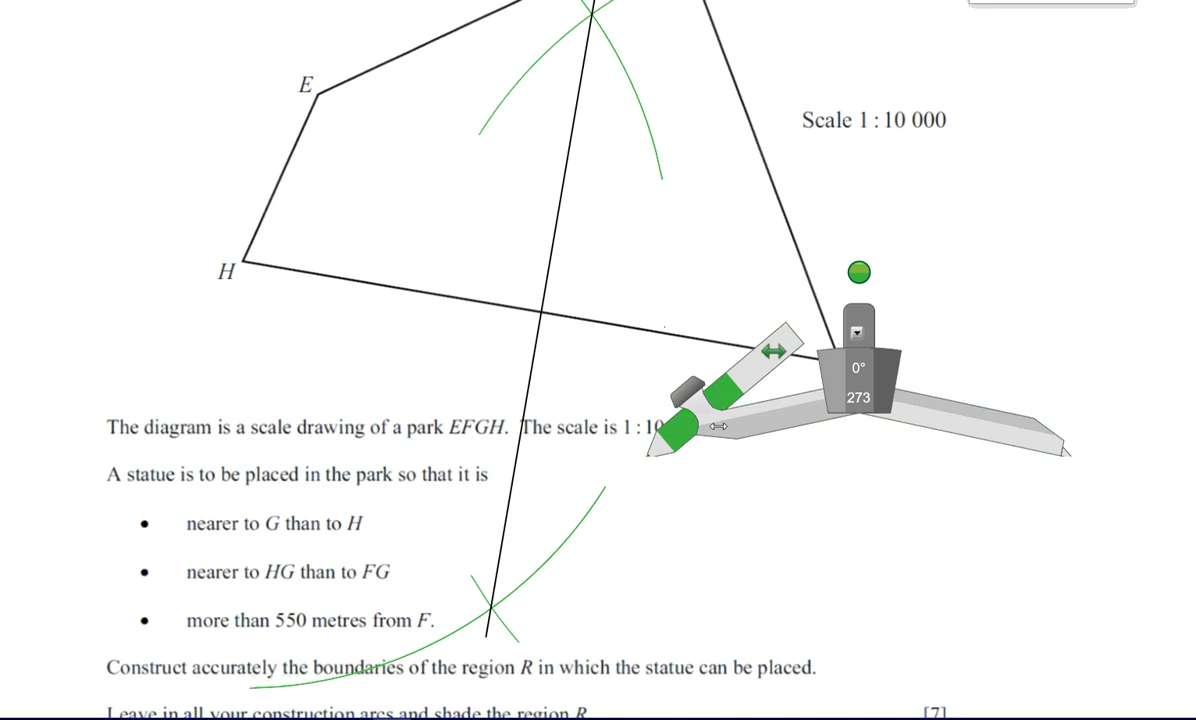 E
Scale 1 : 10 000
H
0°
273
The diagram is a scale drawing of a park EFGH. The scale is 1 : 10
A statue is to be placed in the park so that it is
• nearer to G than to H
• nearer to HG than to FG
• more than 550 metres from F.
Construct accurately the boundaries of the region R in which the statue can be placed.
Leave in all your construction arcs and shade the region R [7]